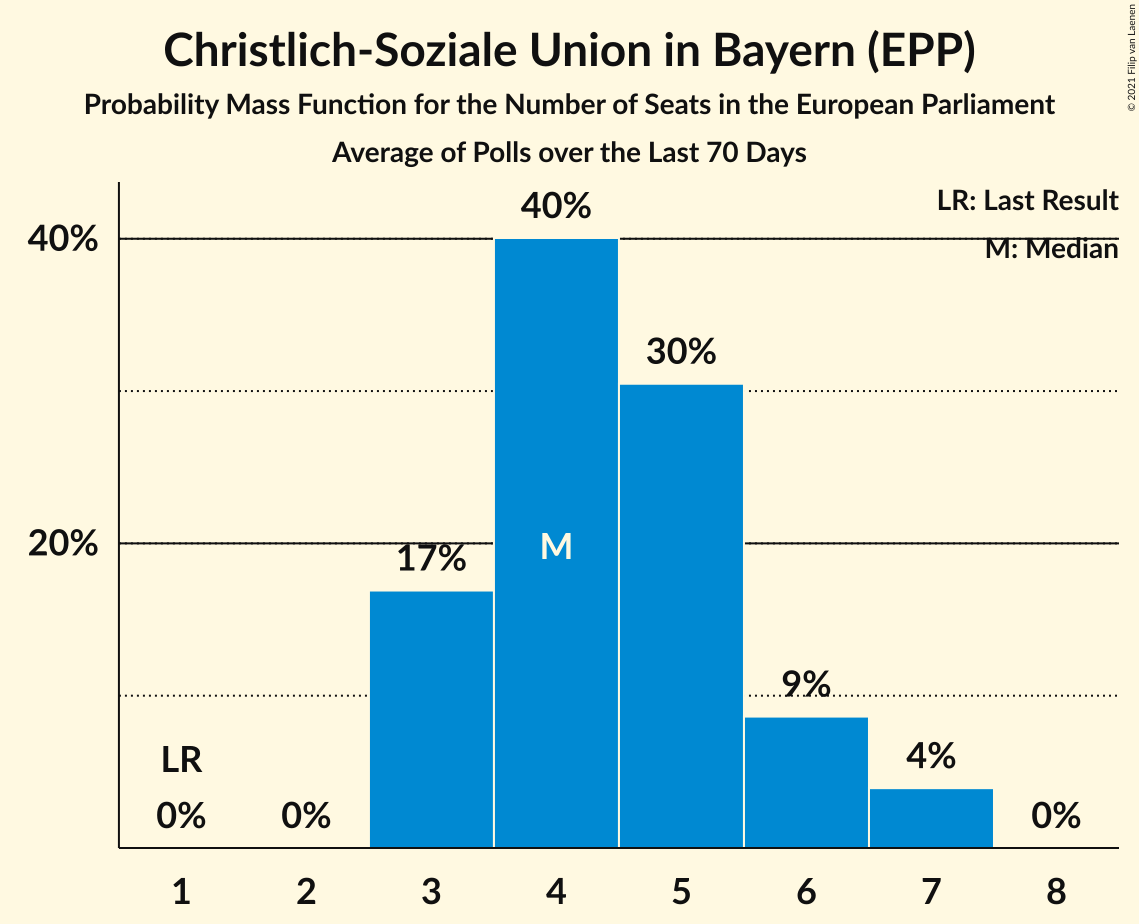 Christlich-Soziale Union in Bayern (EPP)
Probability Mass Function for the Number of Seats in the European Parliament
Average of Polls over the Last 70 Days
© 2021 Filip van Laenen
LR: Last Result
M: Median
40%
20%
LR
0%
0%
17%
40%
M
30%
9%
4%
0%
1 2 3 4 5 6 7 8